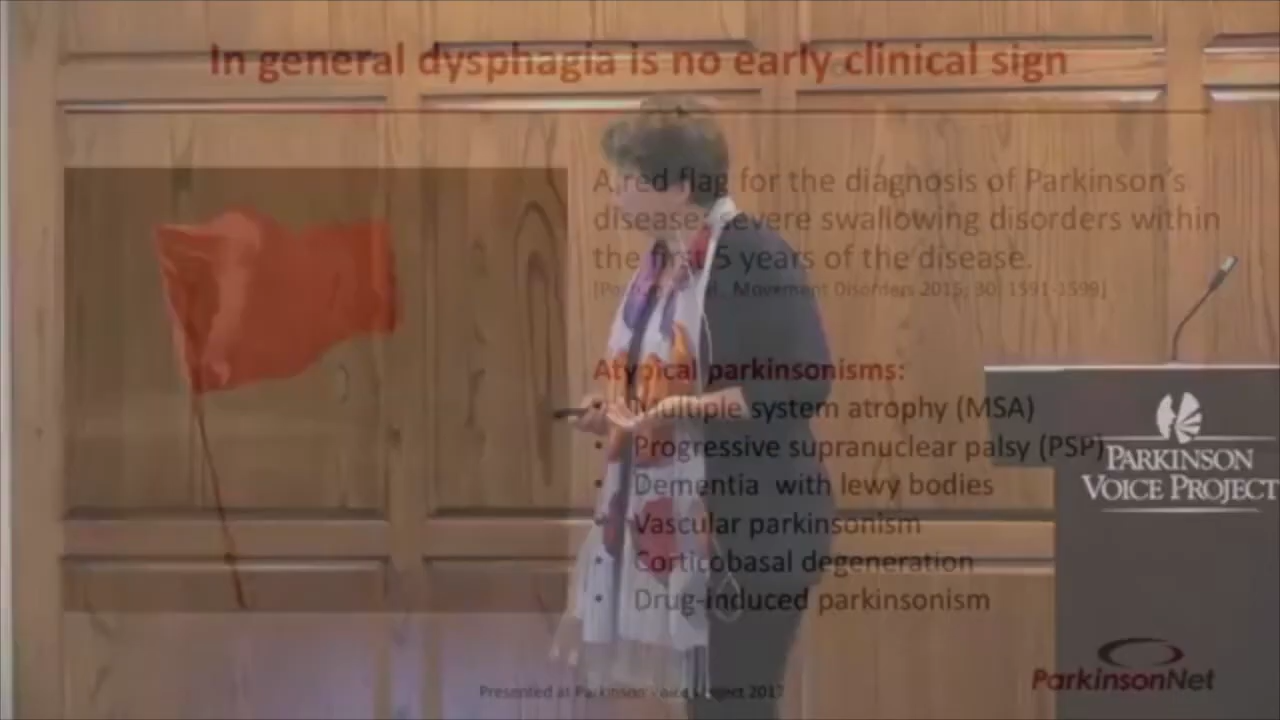 In general dysphagia is no early clinical sign
A red flag for the diagnosis of Parkinson's
disease: severe swallowing disorders within
the first 5 years of the disease.
Movement Disorders 2015; 30: 1591-1599]
Atypical parkinsonisms:
• Multiple system atrophy (MSA)
• Progressive supranuclear palsy (PSP)
• Dementia with lewy bodies
• Vascular parkinsonism
• Corticobasal degeneration
• Drug-induced parkinsonism
PARKINSON
VOICE PROJECT
ParkinsonNet
Presented at Parkinson Voice Project 2017